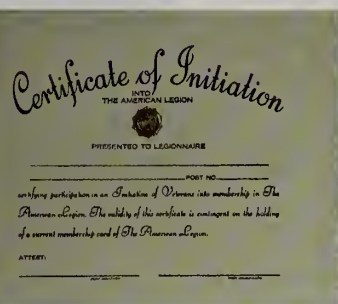 Certificate of Initiation
INTO
THE AMERICAN LEGION
PRESENTED TO LEGIONNAIRE
POST NO.
certifying participation in an Initiation of Veterans into membership in The
American Legion. The validity of this certificate is contingent on the holding
of a current membership card of The American Legion.
ATTEST: